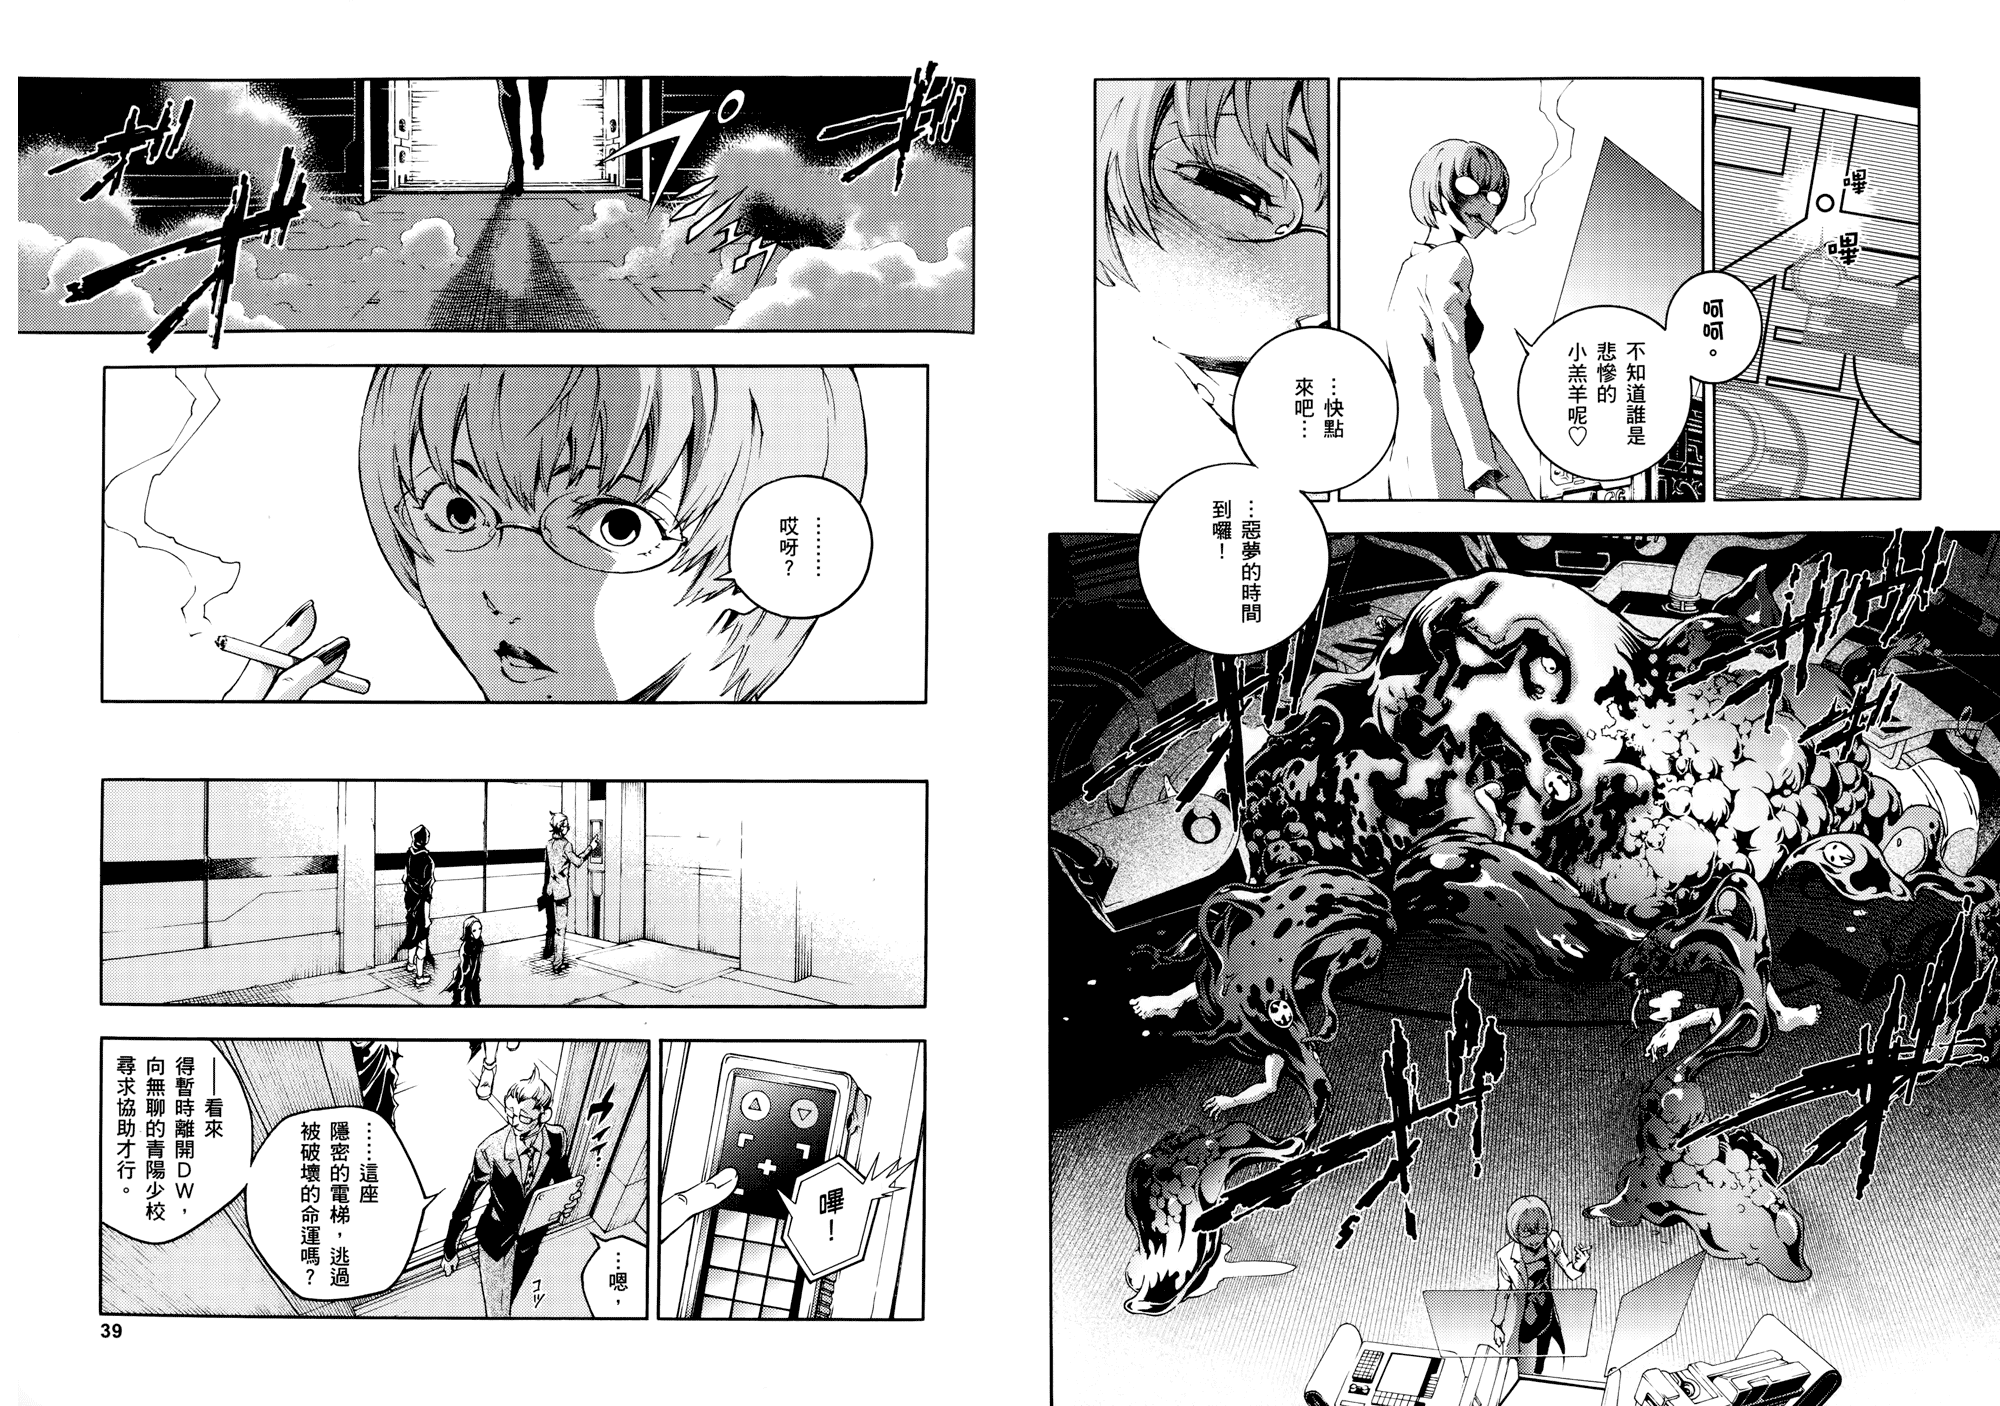 嗶
嗶
呵呵。
不知道誰是
悲慘的
小羔羊呢♡
…快點
來吧…
…惡夢的時間
到囉！
………
哎呀？
嗶！
…嗯，
……這座
隱密的電梯，逃過
被破壞的命運嗎？
コツ
——看來
得暫時離開DW，
向無聊的青陽少校
尋求協助才行。
39